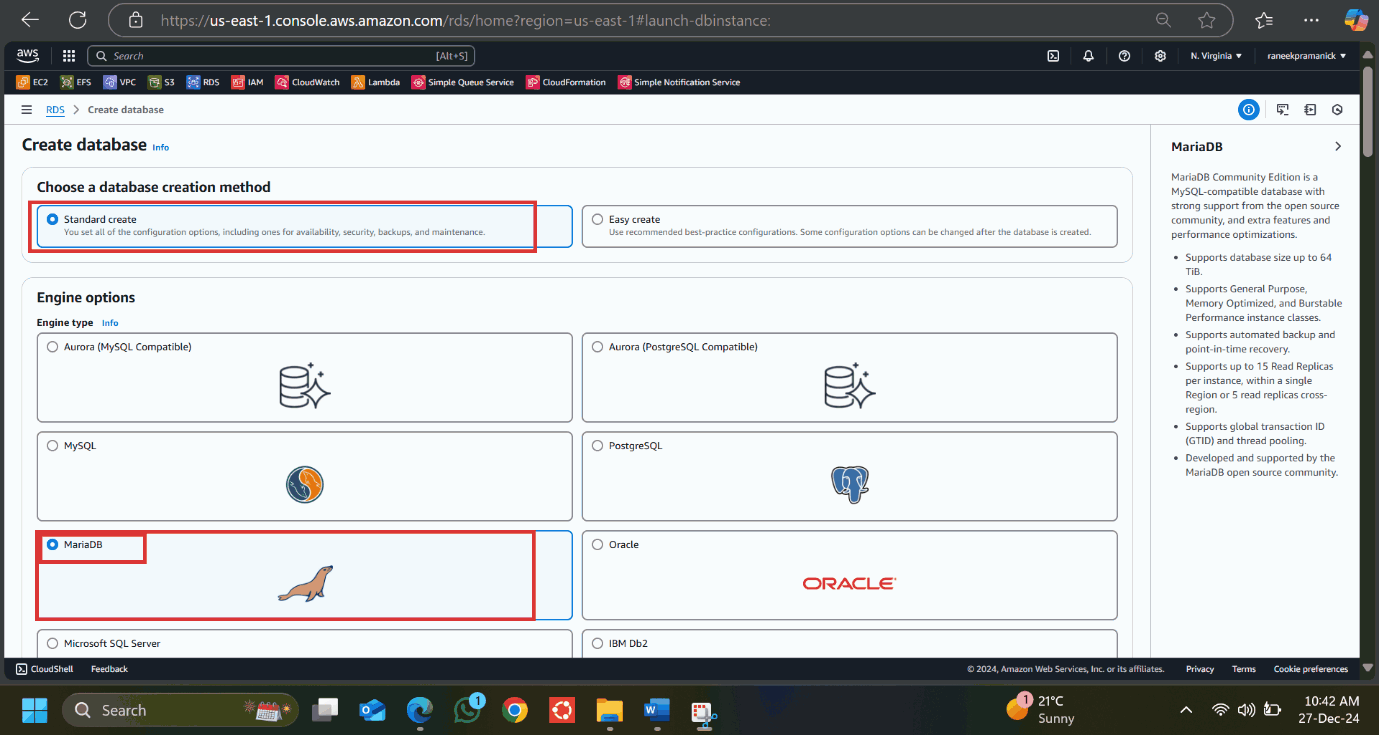 https://us-east-1.console.aws.amazon.com/rds/home?region=us-east-1#launch-dbinstance:
aws
Search
[Alt+S]
N. Virginia
raneekpramanick
EC2
EFS
VPC
S3
RDS
IAM
CloudWatch
Lambda
Simple Queue Service
CloudFormation
Simple Notification Service
RDS
Create database
Create database Info
Choose a database creation method
Standard create
You set all of the configuration options, including ones for availability, security, backups, and maintenance.
Easy create
Use recommended best-practice configurations. Some configuration options can be changed after the database is created.
Engine options
Engine type Info
Aurora (MySQL Compatible)
Aurora (PostgreSQL Compatible)
MySQL
PostgreSQL
MariaDB
Oracle
ORACLE
Microsoft SQL Server
IBM Db2
MariaDB
MariaDB Community Edition is a
MySQL-compatible database with
strong support from the open source
community, and extra features and
performance optimizations.
• Supports database size up to 64
TiB.
• Supports General Purpose,
Memory Optimized, and Burstable
Performance instance classes.
• Supports automated backup and
point-in-time recovery.
• Supports up to 15 Read Replicas
per instance, within a single
Region or 5 read replicas cross-
region.
• Supports global transaction ID
(GTID) and thread pooling.
• Developed and supported by the
MariaDB open source community.
CloudShell
Feedback
© 2024, Amazon Web Services, Inc. or its affiliates.
Privacy
Terms
Cookie preferences
Search
1
1
21°C
Sunny
10:42 AM
27-Dec-24